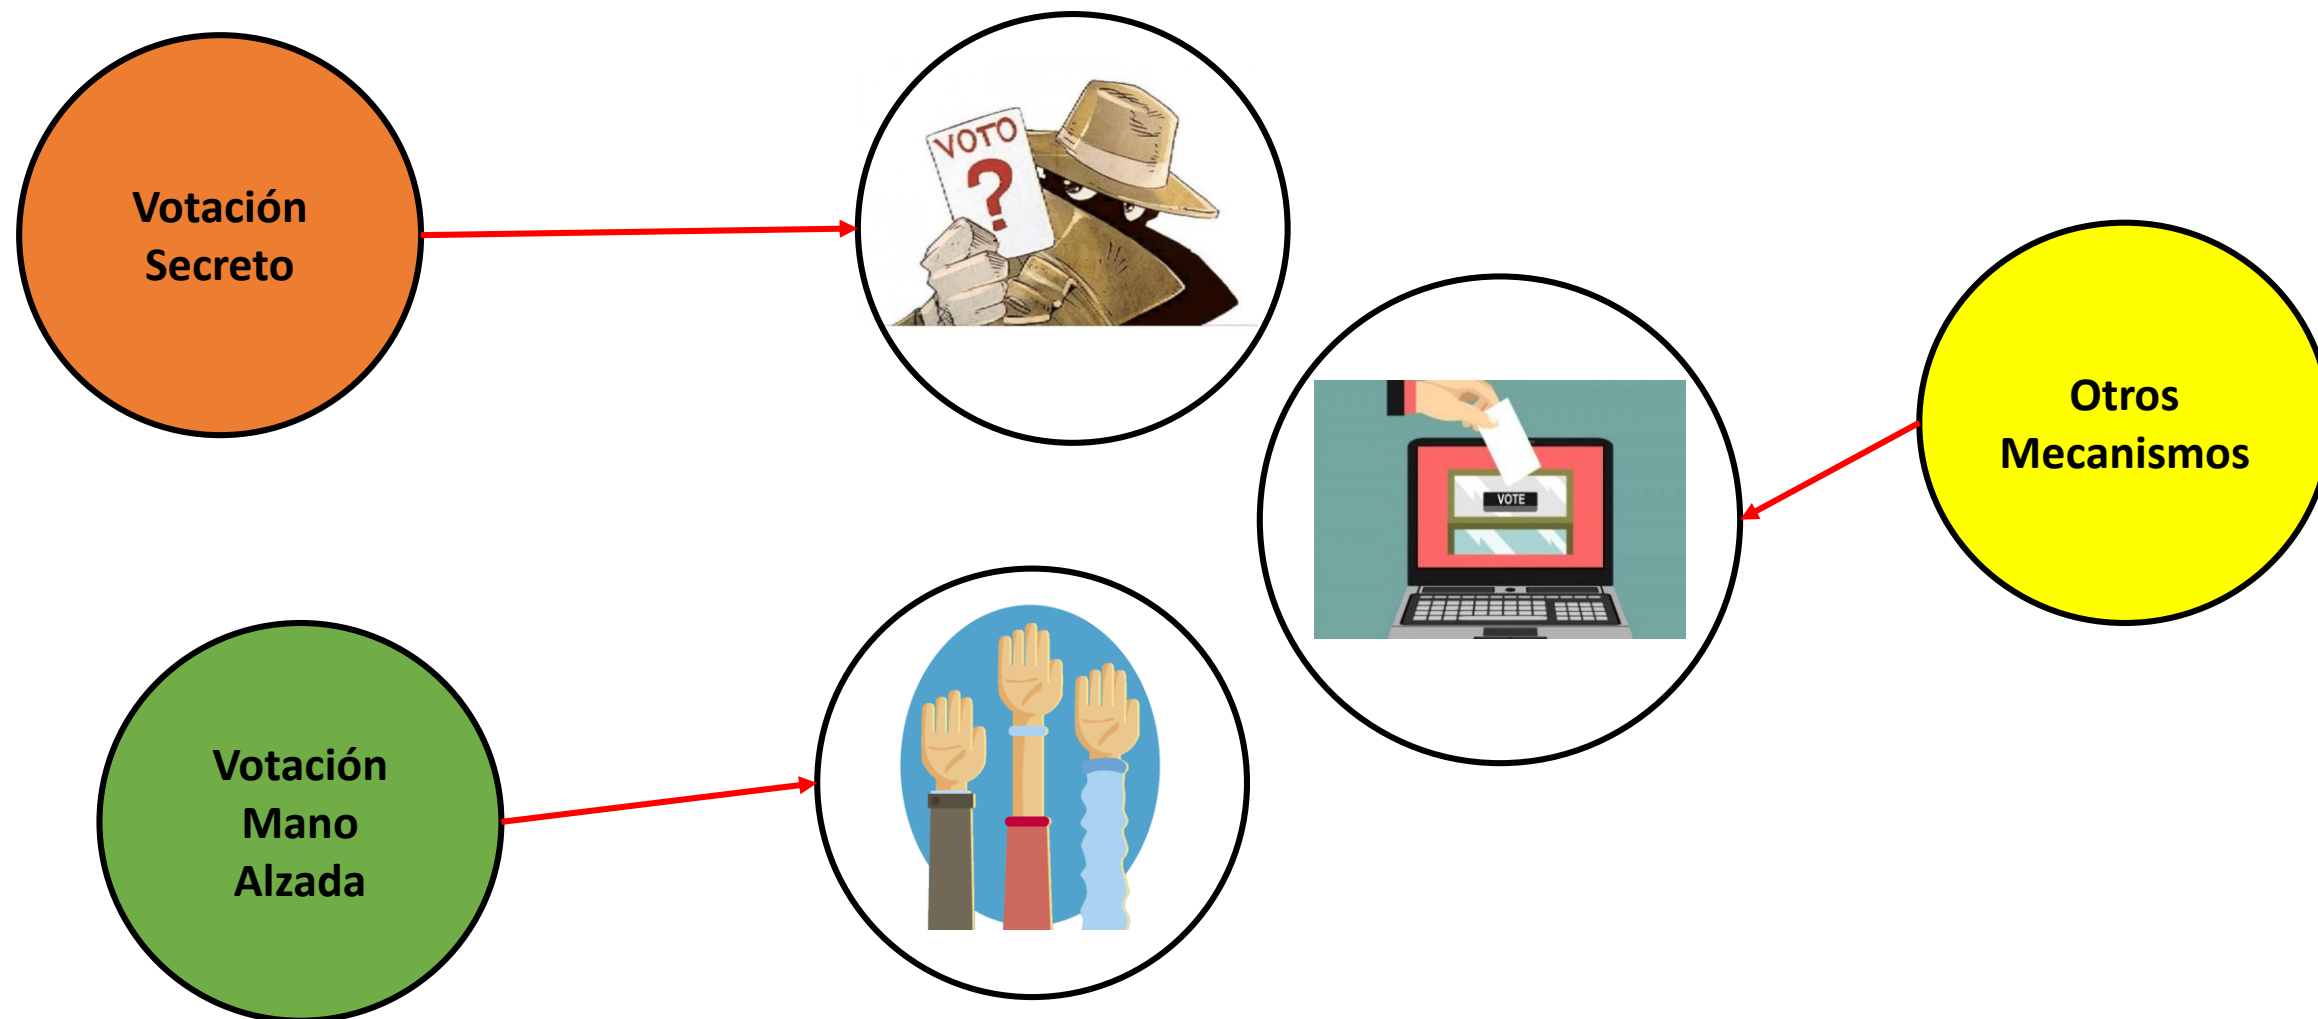 Votación
Secreto
VOTO
?
VOTE
Otros
Mecanismos
Votación
Mano
Alzada